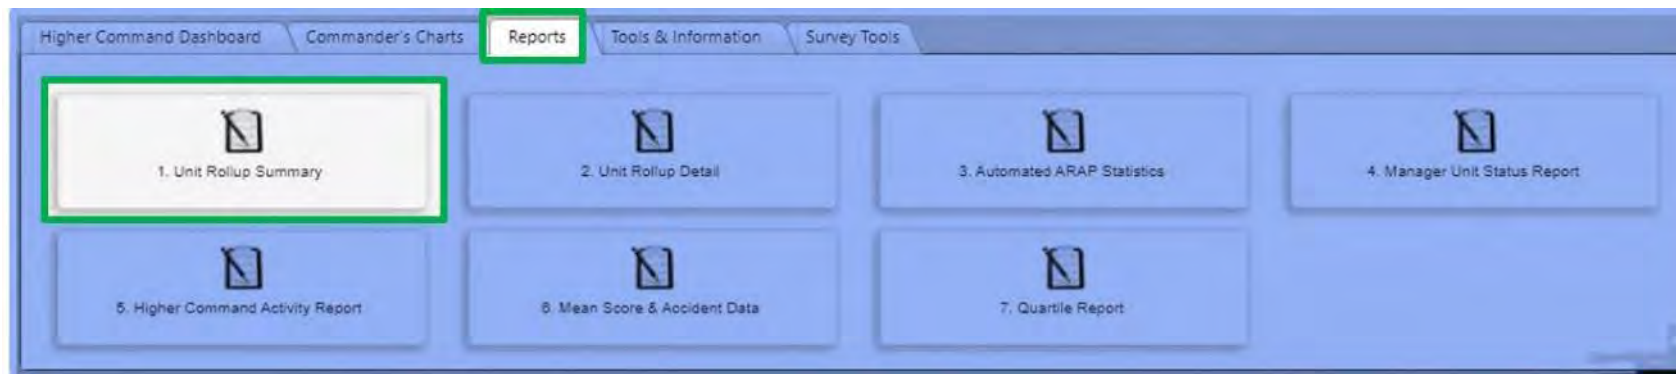 Higher Command Dashboard Commander's Charts Reports Tools & Information Survey Tools
1. Unit Rollup Summary 2. Unit Rollup Detail 3. Automated ARAP Statistics 4. Manager Unit Status Report
5. Higher Command Activity Report 6. Mean Score & Accident Data 7. Quartile Report